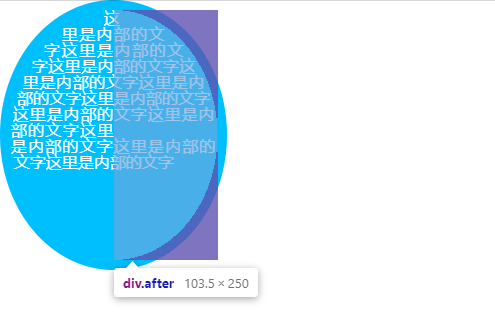 这
里是内部的文
字这里是内部的文
字这里是内部的文字这
里是内部的文字这里是内
部的文字这里是内部的文字
这里是内部的文字这里是内
部的文字这里
是内部的文字这里是内部的
文字这里是内部的文字
div.after 103.5 × 250